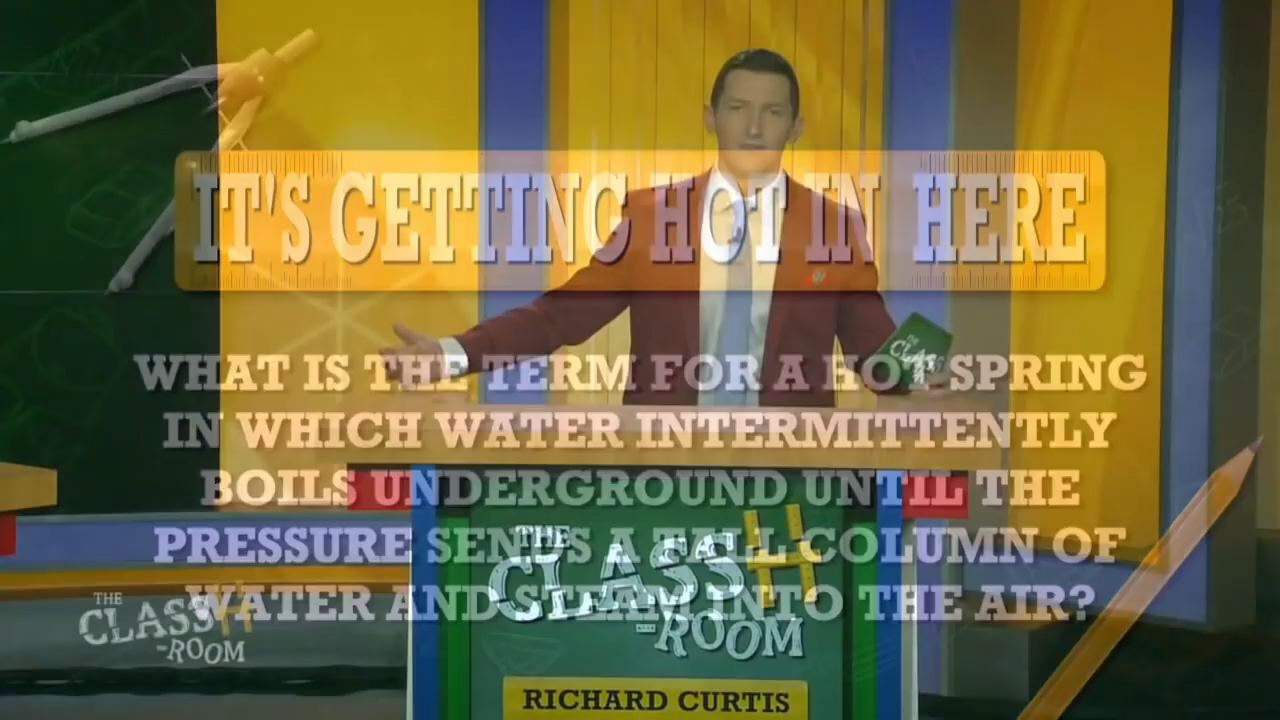 IT'S GETTING HOT IN HERE
WHAT IS THE TERM FOR A HOT SPRING
IN WHICH WATER INTERMITTENTLY
BOILS UNDERGROUND UNTIL THE
PRESSURE SENDS A TALL COLUMN OF
WATER AND STEAM INTO THE AIR?
THE
CLASSH
-ROOM
THE
CLASSH
-ROOM
RICHARD CURTIS